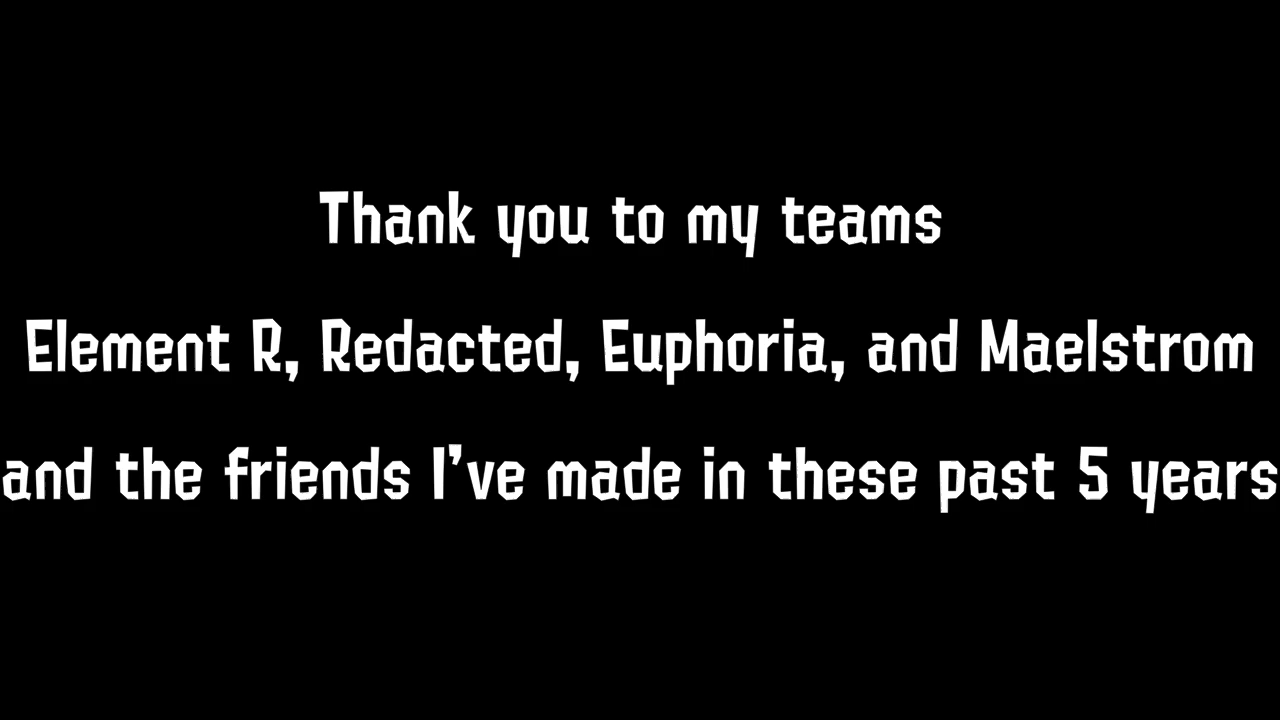 Thank you to my teams
Element R, Redacted, Euphoria, and Maelstrom
and the friends I've made in these past 5 years